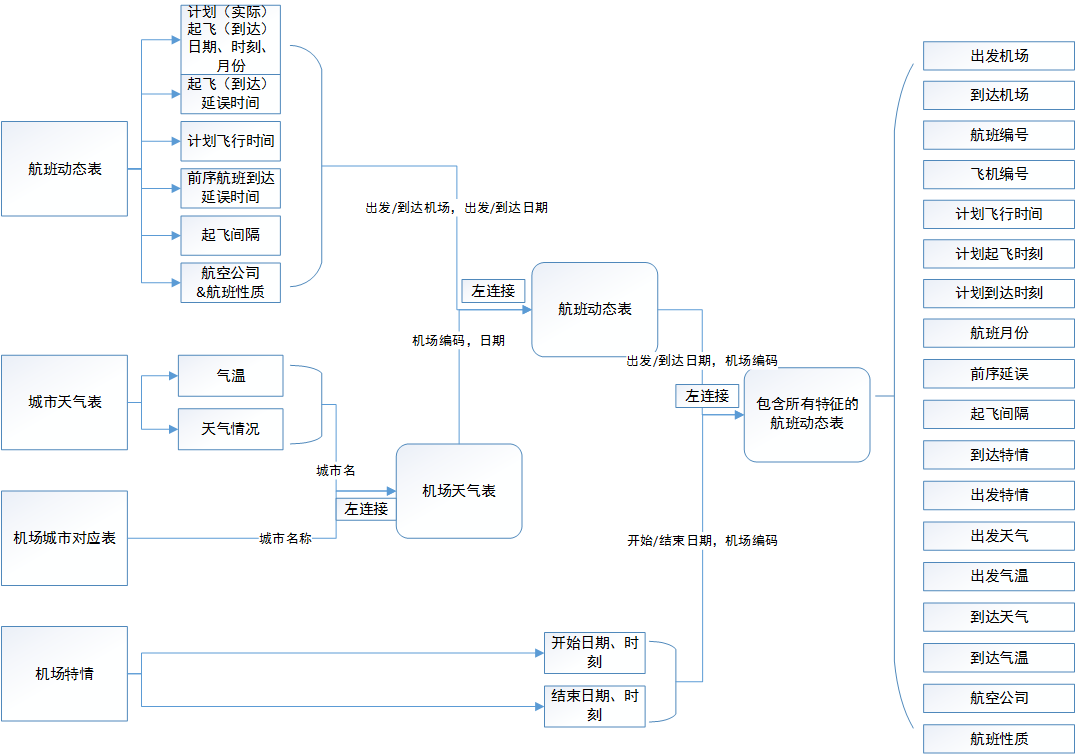 航班动态表
计划（实际）
起飞（到达）
日期、时刻、
月份
起飞（到达）
延误时间
计划飞行时间
前序航班到达
延误时间
起飞间隔
航空公司
&航班性质
出发/到达机场，出发/到达日期
城市天气表
气温
天气情况
城市名
机场城市对应表
城市名称
左连接
机场天气表
机场编码，日期
左连接
航班动态表
出发/到达日期，机场编码
左连接
包含所有特征的
航班动态表
机场特情
开始日期、时
刻
结束日期、时
刻
开始/结束日期，机场编码
出发机场
到达机场
航班编号
飞机编号
计划飞行时间
计划起飞时刻
计划到达时刻
航班月份
前序延误
起飞间隔
到达特情
出发特情
出发天气
出发气温
到达天气
到达气温
航空公司
航班性质